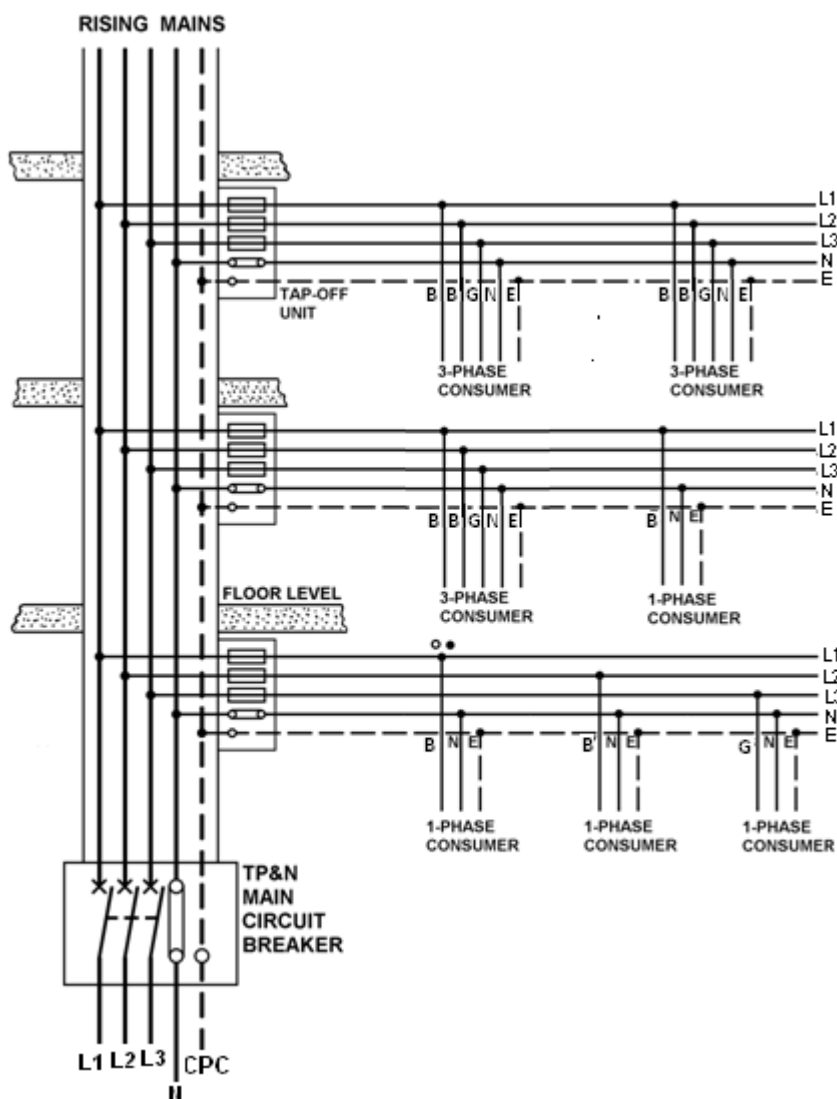 RISING MAINS
L1
L2
L3
N
E
TAP-OFF
UNIT
B B G N E
B B G N E
3-PHASE
CONSUMER
3-PHASE
CONSUMER
L1
L2
L3
N
E
B B G N E
B N E
FLOOR LEVEL
3-PHASE
CONSUMER
1-PHASE
CONSUMER
L1
L2
L3
N
E
B N E
B' N E
G N E
1-PHASE
CONSUMER
1-PHASE
CONSUMER
1-PHASE
CONSUMER
TP&N
MAIN
CIRCUIT
BREAKER
L1 L2 L3 CPC
N